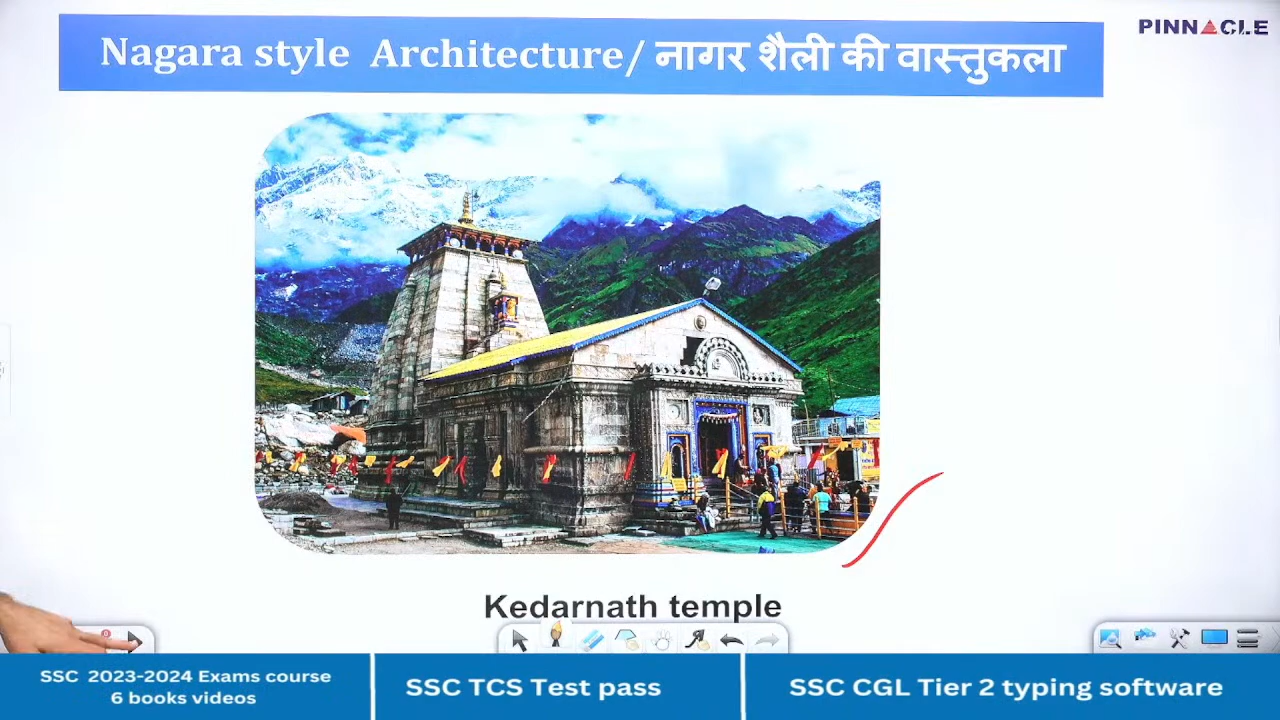 Nagara style Architecture/ नागर शैली की वास्तुकला
PINNACLE
Kedarnath temple
SSC 2023-2024 Exams course
6 books videos
SSC TCS Test pass
SSC CGL Tier 2 typing software